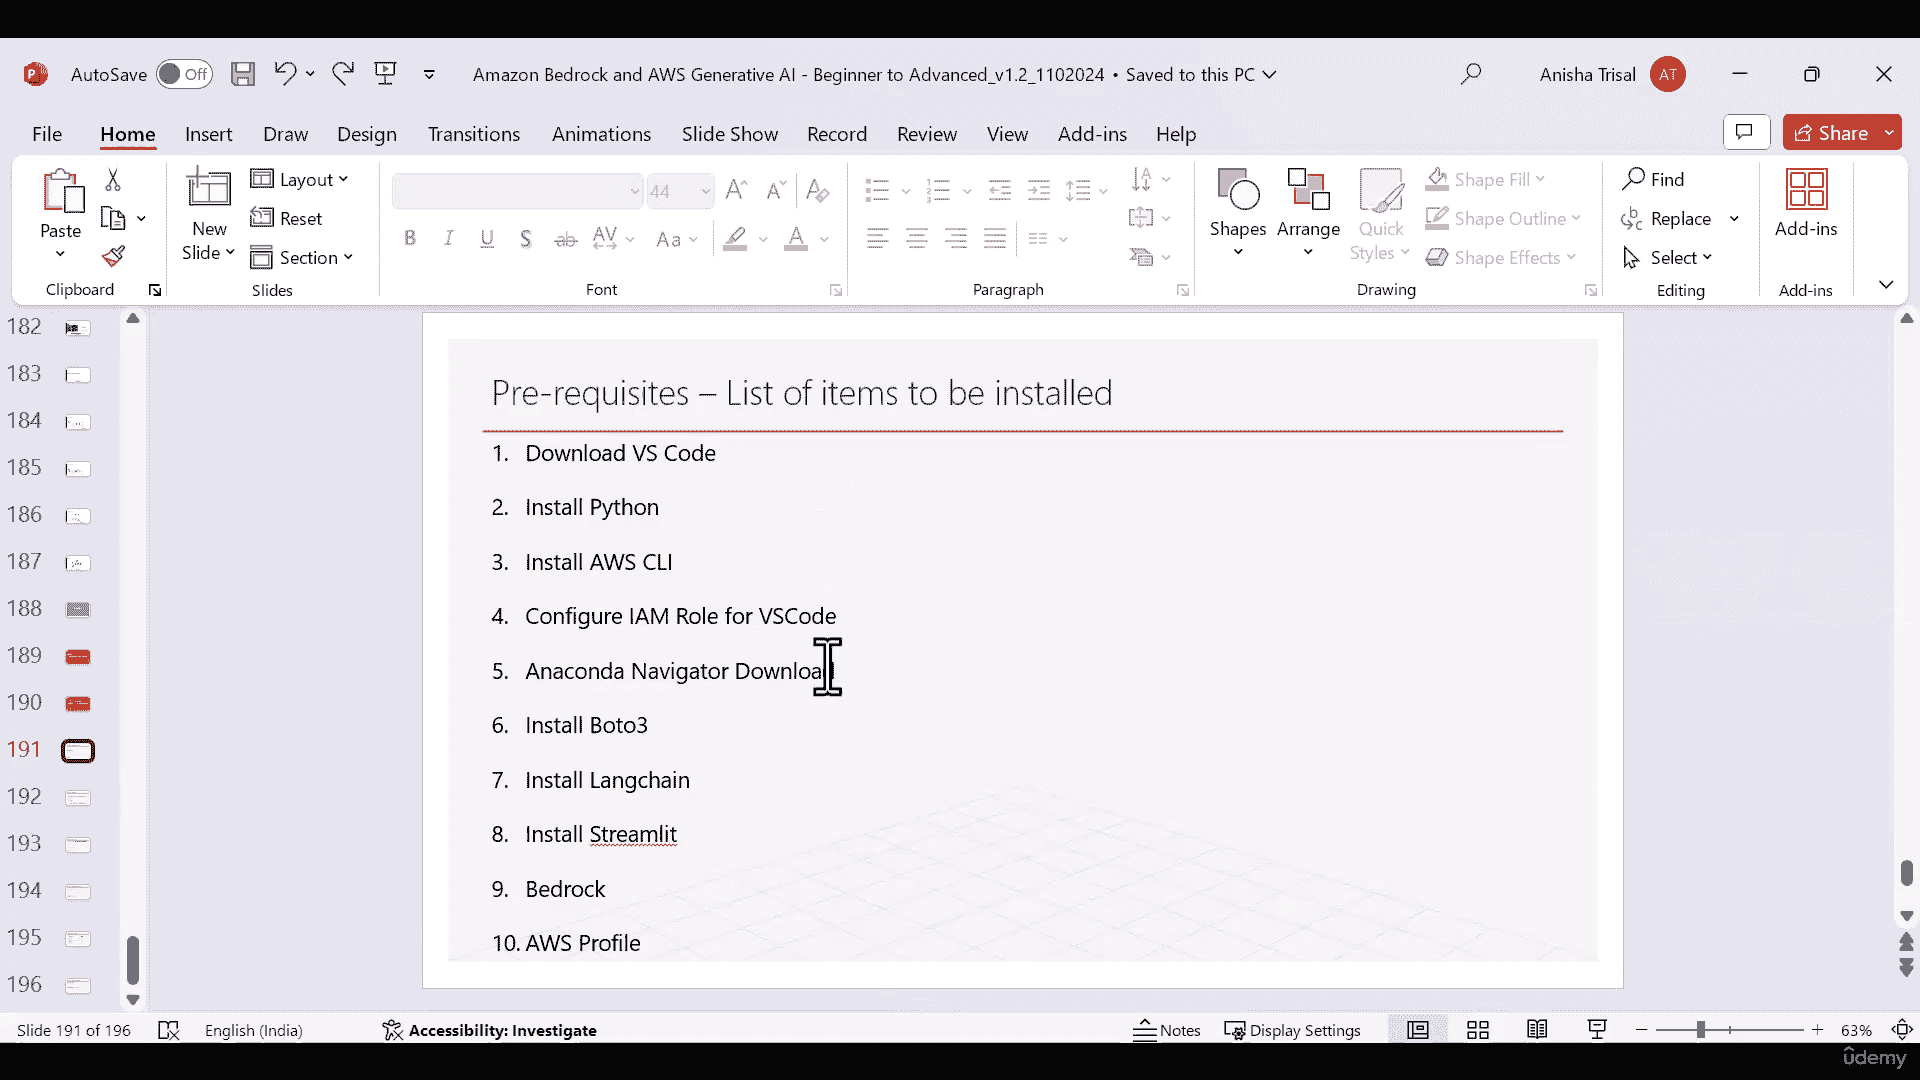 AutoSave Off Amazon Bedrock and AWS Generative AI - Beginner to Advanced_v1.2_1102024 • Saved to this PC Anisha Trisal AT
File Home Insert Draw Design Transitions Animations Slide Show Record Review View Add-ins Help Share
Paste
New Slide
Layout
Reset
Section
44
Shapes
Arrange
Quick Styles
Shape Fill
Shape Outline
Shape Effects
Find
Replace
Select
Add-ins
Clipboard Slides Font Paragraph Drawing Editing Add-ins
182
183
184
185
186
187
188
189
190
191
192
193
194
195
196
Pre-requisites – List of items to be installed
1. Download VS Code
2. Install Python
3. Install AWS CLI
4. Configure IAM Role for VSCode
5. Anaconda Navigator Download
6. Install Boto3
7. Install Langchain
8. Install Streamlit
9. Bedrock
10. AWS Profile
Slide 191 of 196 English (India) Accessibility: Investigate Notes Display Settings 63%
ûdemy